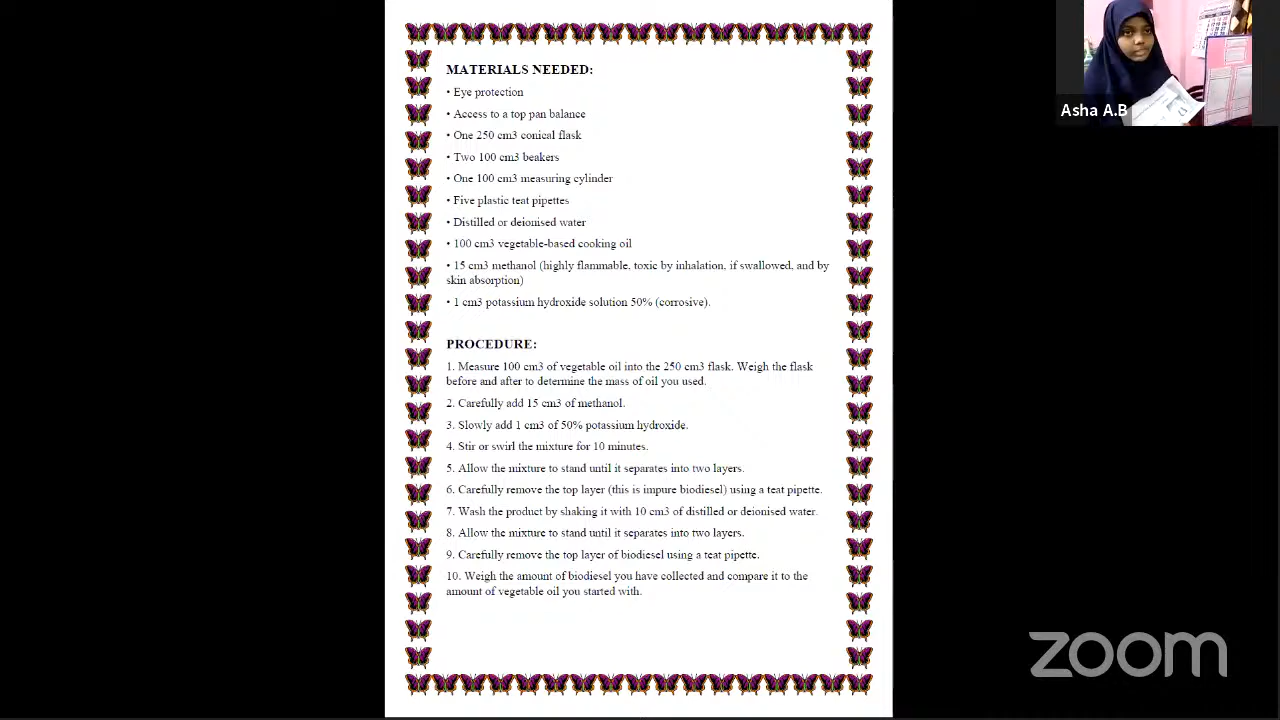 MATERIALS NEEDED:
• Eye protection
• Access to a top pan balance
• One 250 cm3 conical flask
• Two 100 cm3 beakers
• One 100 cm3 measuring cylinder
• Five plastic teat pipettes
• Distilled or deionised water
• 100 cm3 vegetable-based cooking oil
• 15 cm3 methanol (highly flammable, toxic by inhalation, if swallowed, and by
skin absorption)
• 1 cm3 potassium hydroxide solution 50% (corrosive).
PROCEDURE:
1. Measure 100 cm3 of vegetable oil into the 250 cm3 flask. Weigh the flask
before and after to determine the mass of oil you used.
2. Carefully add 15 cm3 of methanol.
3. Slowly add 1 cm3 of 50% potassium hydroxide.
4. Stir or swirl the mixture for 10 minutes.
5. Allow the mixture to stand until it separates into two layers.
6. Carefully remove the top layer (this is impure biodiesel) using a teat pipette.
7. Wash the product by shaking it with 10 cm3 of distilled or deionised water.
8. Allow the mixture to stand until it separates into two layers.
9. Carefully remove the top layer of biodiesel using a teat pipette.
10. Weigh the amount of biodiesel you have collected and compare it to the
amount of vegetable oil you started with.
Asha A.B
zoom